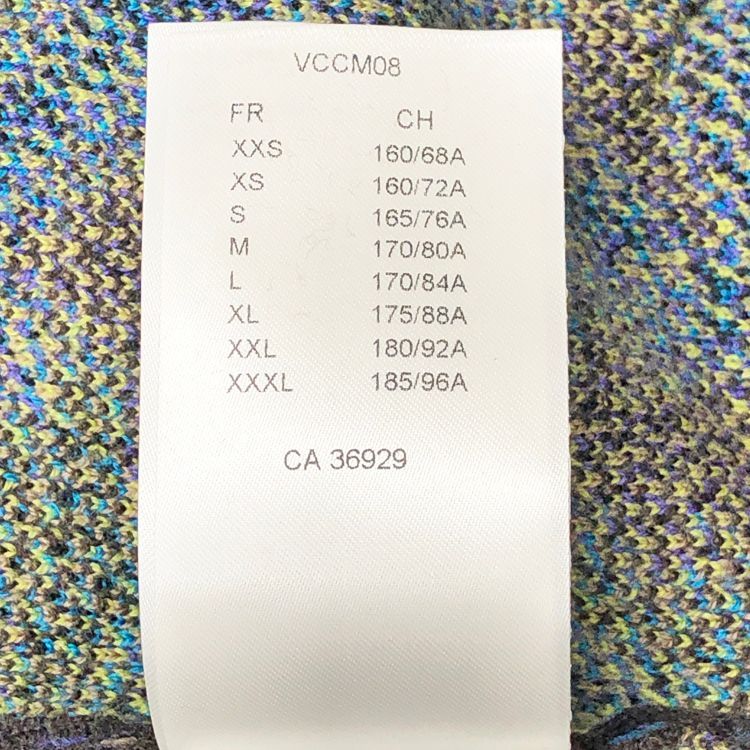 VCCM08
FR CH
XXS 160/68A
XS 160/72A
S 165/76A
M 170/80A
L 170/84A
XL 175/88A
XXL 180/92A
XXXL 185/96A
CA 36929